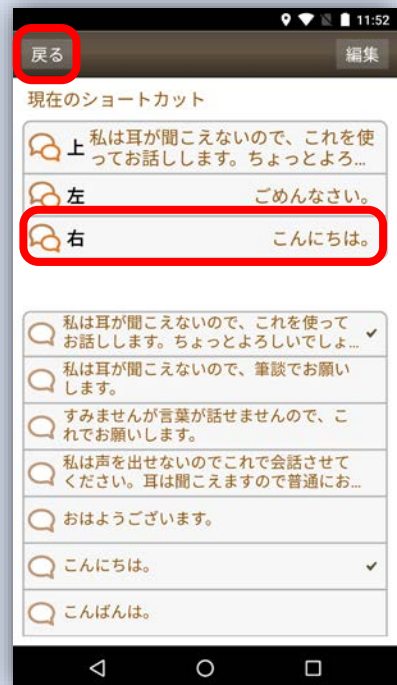 11:52
戻る 編集
現在のショートカット
上 私は耳が聞こえないので、これを使
ってお話しします。ちょっとよろ...
左 ごめんなさい。
右 こんにちは。
私は耳が聞こえないので、これを使って
お話しします。ちょっとよろしいでしょ...
私は耳が聞こえないので、筆談でお願い
します。
すみませんが言葉が話せませんので、こ
れでお願いします。
私は声を出せないのでこれで会話させて
ください。耳は聞こえますので普通にお...
おはようございます。
こんにちは。
こんばんは。